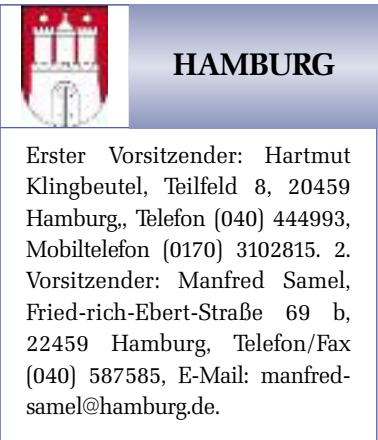 HAMBURG
Erster Vorsitzender: Hartmut
Klingbeutel, Teilfeld 8, 20459
Hamburg,, Telefon (040) 444993,
Mobiltelefon (0170) 3102815. 2.
Vorsitzender: Manfred Samel,
Fried-rich-Ebert-Straße 69 b,
22459 Hamburg, Telefon/Fax
(040) 587585, E-Mail: manfred-
samel@hamburg.de.